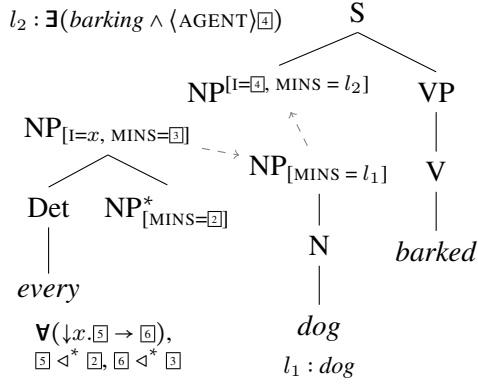 l₂ : ∃(barking ∧ ⟨AGENT⟩[4])
S
NP[I=[4], MINS = l₂]
VP
NP[I=x, MINS=[3]]
NP[MINS = l₁]
V
Det
NP*[MINS=[2]]
N
barked
every
dog
∀(↓x.[5] → [6]),
[5] ◁* [2], [6] ◁* [3]
l₁ : dog